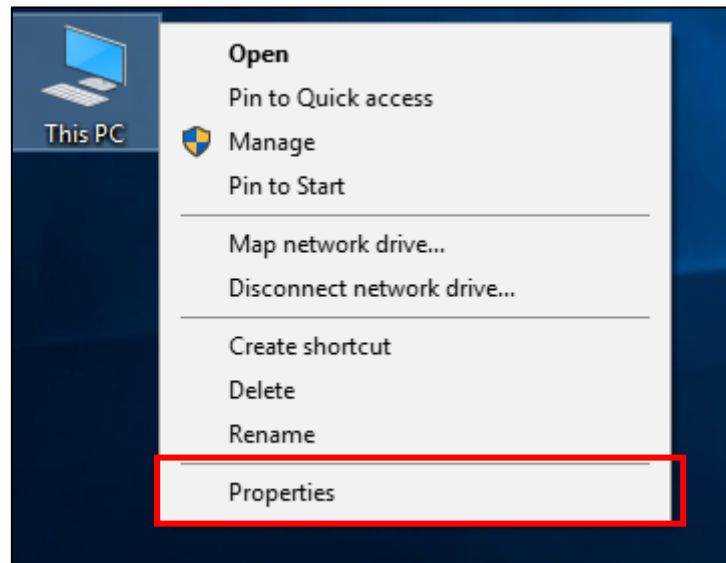 This PC
Open
Pin to Quick access
Manage
Pin to Start
Map network drive...
Disconnect network drive...
Create shortcut
Delete
Rename
Properties